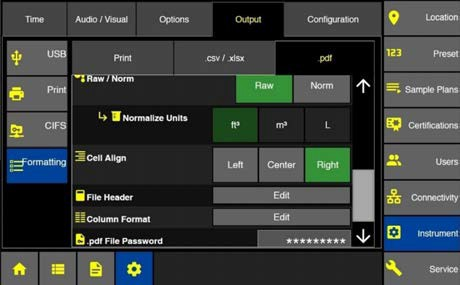 Time
Audio / Visual
Options
Output
Configuration
Location
USB
Print
.csv / .xlsx
.pdf
123
Preset
Raw / Norm
Raw
Norm
Print
Sample Plans
Normalize Units
ft³
m³
L
CIFS
Certifications
Cell Align
Left
Center
Right
Formatting
Users
File Header
Edit
Connectivity
Column Format
Edit
Instrument
.pdf File Password
*********
Service